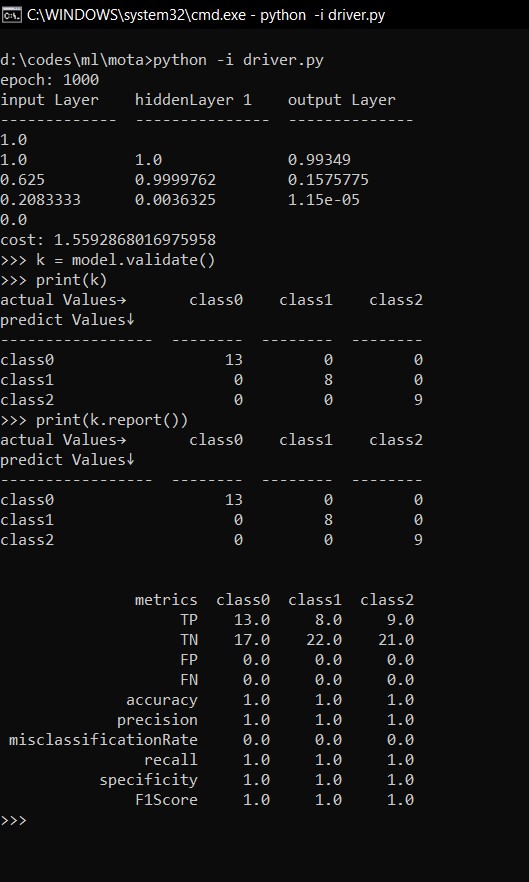 C:\WINDOWS\system32\cmd.exe - python  -i driver.py
d:\codes\ml\mota>python -i driver.py
epoch: 1000
input Layer    hiddenLayer 1    output Layer
-------------  ---------------  --------------
1.0
1.0            1.0              0.99349
0.625          0.9999762        0.1575775
0.2083333      0.0036325        1.15e-05
0.0
cost: 1.5592868016975958
>>> k = model.validate()
>>> print(k)
actual Values→       class0    class1    class2
predict Values↓
-----------------  --------  --------  --------
class0                   13         0         0
class1                    0         8         0
class2                    0         0         9
>>> print(k.report())
actual Values→       class0    class1    class2
predict Values↓
-----------------  --------  --------  --------
class0                   13         0         0
class1                    0         8         0
class2                    0         0         9
               metrics  class0  class1  class2
                    TP    13.0     8.0     9.0
                    TN    17.0    22.0    21.0
                    FP     0.0     0.0     0.0
                    FN     0.0     0.0     0.0
              accuracy     1.0     1.0     1.0
             precision     1.0     1.0     1.0
 misclassificationRate     0.0     0.0     0.0
                recall     1.0     1.0     1.0
           specificity     1.0     1.0     1.0
               F1Score     1.0     1.0     1.0
>>>